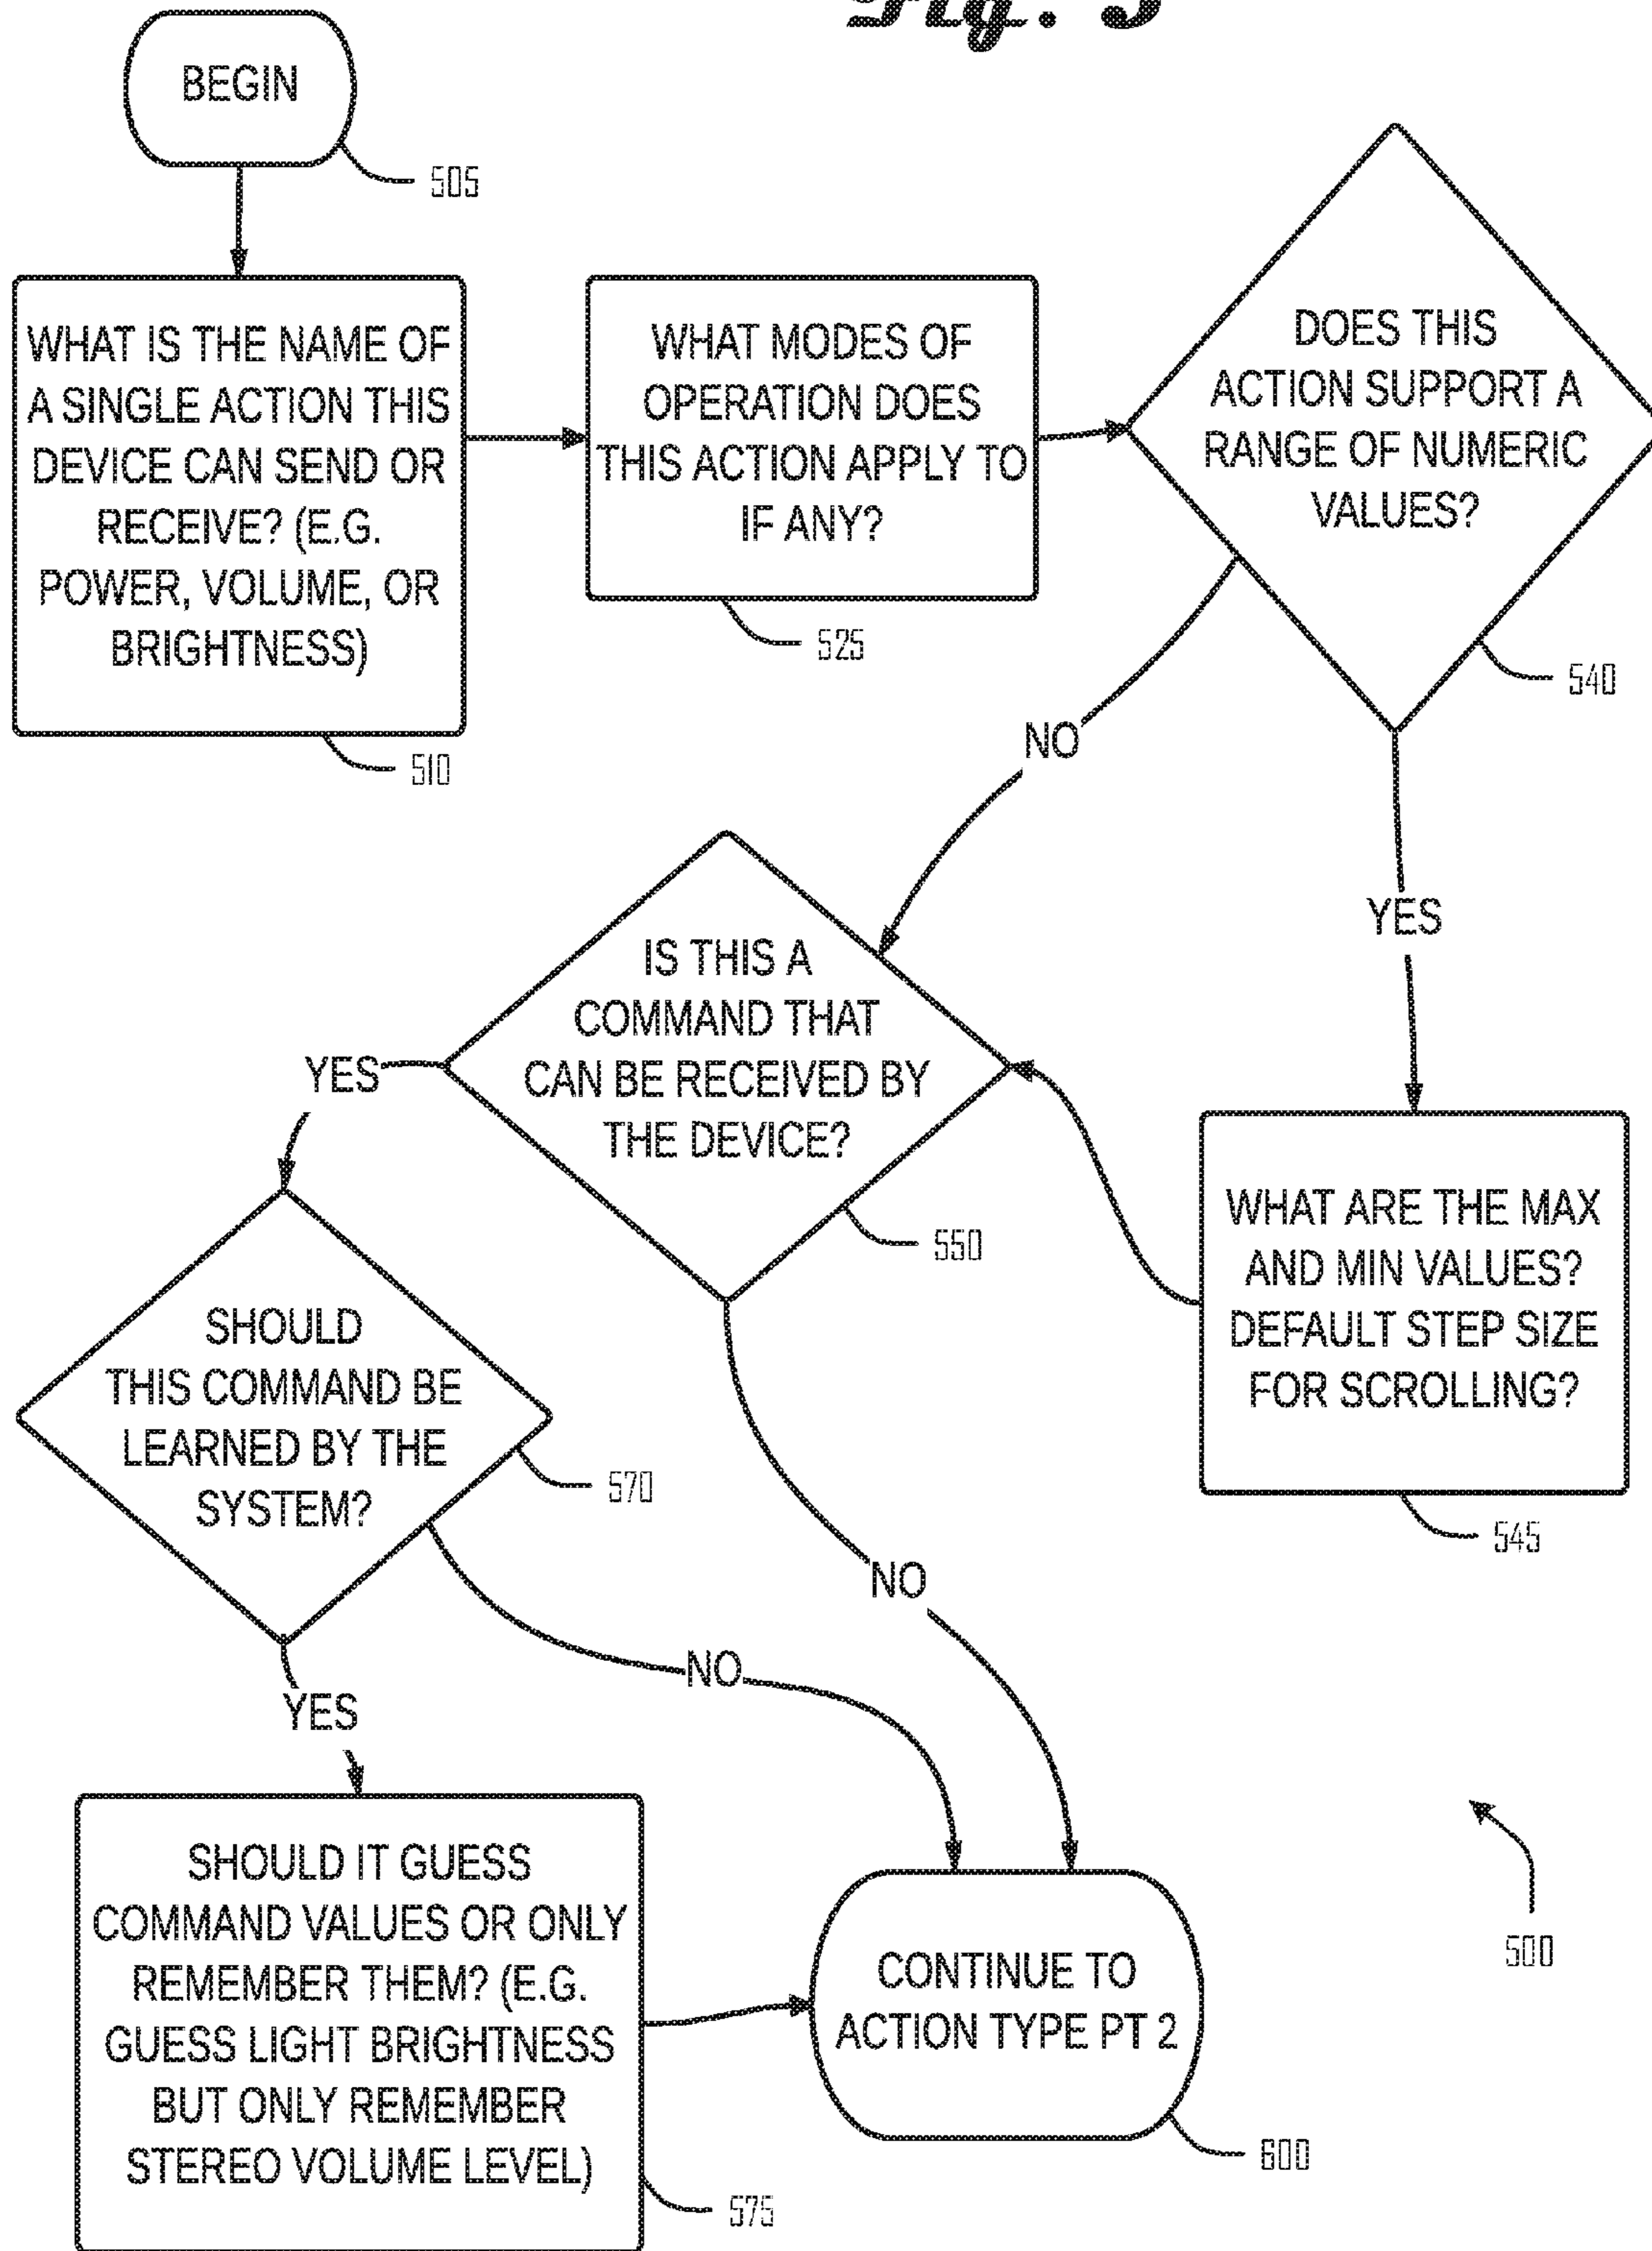 Fig. 5
BEGIN
505
WHAT IS THE NAME OF
A SINGLE ACTION THIS
DEVICE CAN SEND OR
RECEIVE? (E.G.
POWER, VOLUME, OR
BRIGHTNESS)
510
WHAT MODES OF
OPERATION DOES
THIS ACTION APPLY TO
IF ANY?
525
DOES THIS
ACTION SUPPORT A
RANGE OF NUMERIC
VALUES?
540
NO
YES
IS THIS A
COMMAND THAT
CAN BE RECEIVED BY
THE DEVICE?
550
YES
WHAT ARE THE MAX
AND MIN VALUES?
DEFAULT STEP SIZE
FOR SCROLLING?
545
SHOULD
THIS COMMAND BE
LEARNED BY THE
SYSTEM?
570
NO
NO
YES
SHOULD IT GUESS
COMMAND VALUES OR ONLY
REMEMBER THEM? (E.G.
GUESS LIGHT BRIGHTNESS
BUT ONLY REMEMBER
STEREO VOLUME LEVEL)
575
CONTINUE TO
ACTION TYPE PT 2
600
500